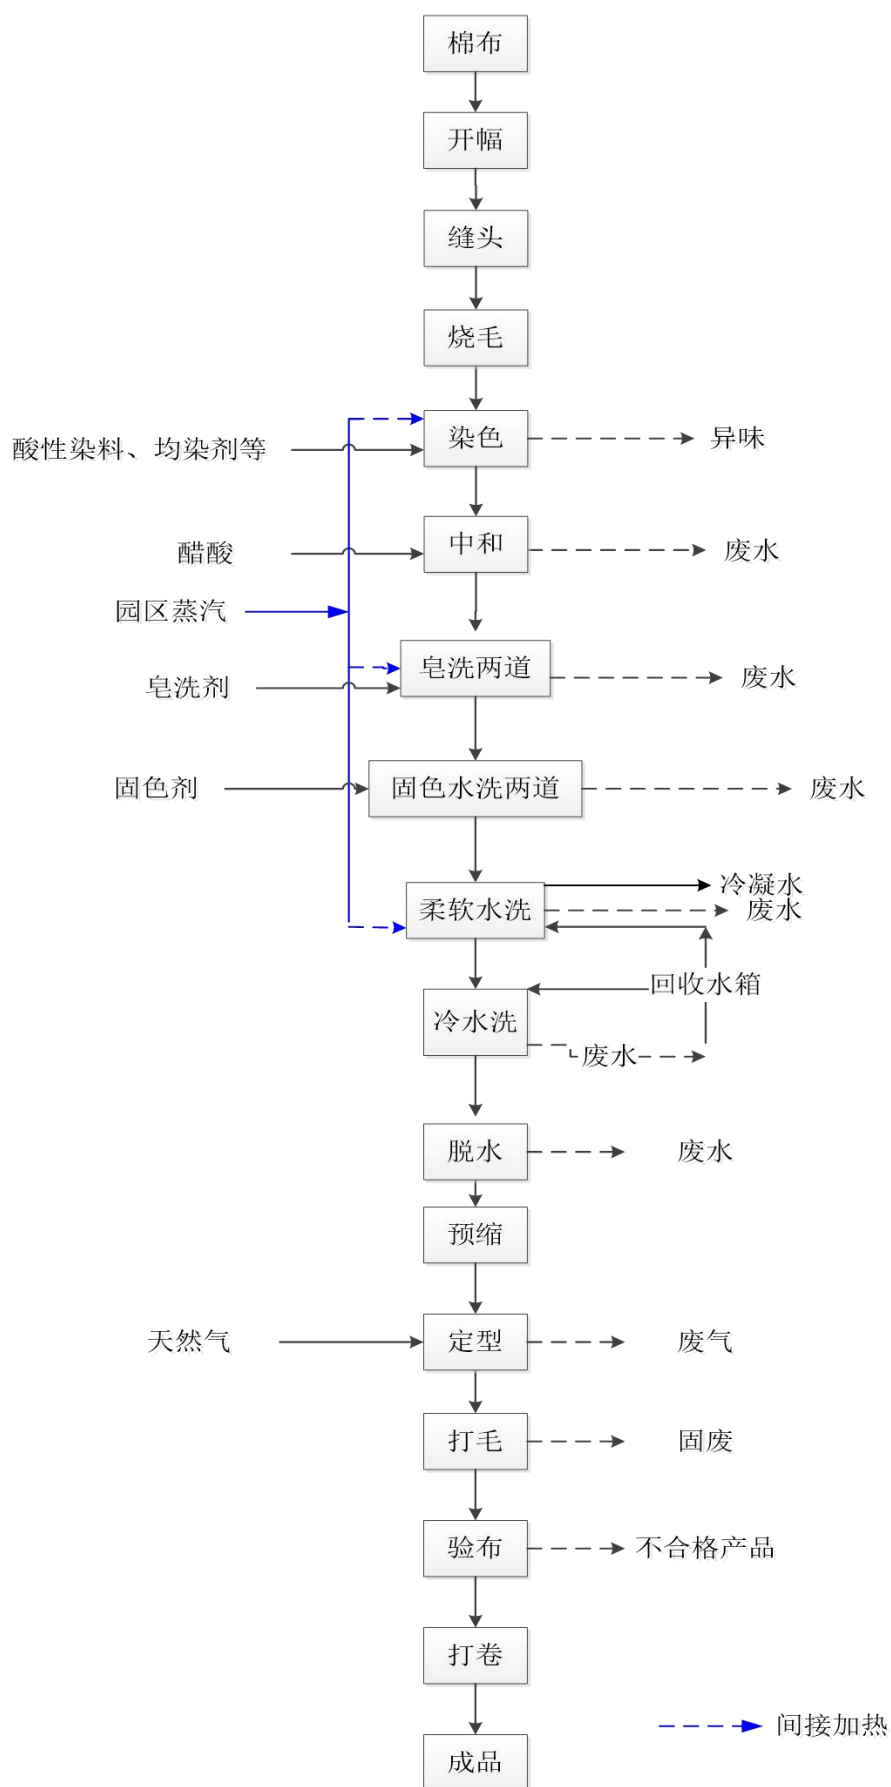 棉布
开幅
缝头
烧毛
酸性染料、均染剂等
染色
异味
醋酸
中和
废水
园区蒸汽
皂洗剂
皂洗两道
废水
固色剂
固色水洗两道
废水
柔软水洗
冷凝水
废水
回收水箱
冷水洗
废水
脱水
废水
预缩
天然气
定型
废气
打毛
固废
验布
不合格产品
打卷
间接加热
成品